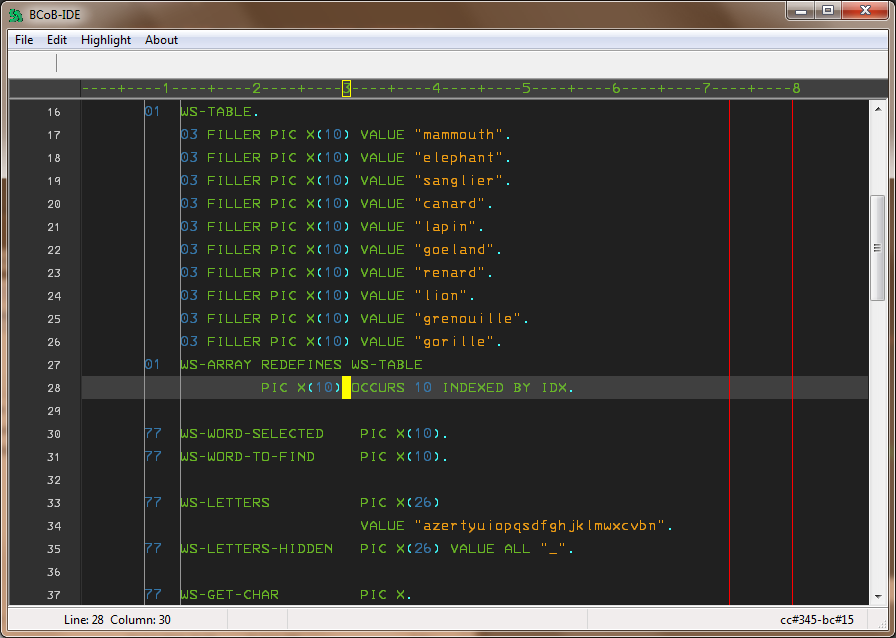 BCoB-IDE
File Edit Highlight About
----+----1----+----2----+----3----+----4----+----5----+----6----+----7----+----8
16 01 WS-TABLE.
17 03 FILLER PIC X(10) VALUE "mammouth".
18 03 FILLER PIC X(10) VALUE "elephant".
19 03 FILLER PIC X(10) VALUE "sanglier".
20 03 FILLER PIC X(10) VALUE "canard".
21 03 FILLER PIC X(10) VALUE "lapin".
22 03 FILLER PIC X(10) VALUE "goeland".
23 03 FILLER PIC X(10) VALUE "renard".
24 03 FILLER PIC X(10) VALUE "lion".
25 03 FILLER PIC X(10) VALUE "grenouille".
26 03 FILLER PIC X(10) VALUE "gorille".
27 01 WS-ARRAY REDEFINES WS-TABLE
28 PIC X(10) OCCURS 10 INDEXED BY IDX.
29
30 77 WS-WORD-SELECTED PIC X(10).
31 77 WS-WORD-TO-FIND PIC X(10).
32
33 77 WS-LETTERS PIC X(26)
34 VALUE "azertyuiopqsdfghjklmwxcvbn".
35 77 WS-LETTERS-HIDDEN PIC X(26) VALUE ALL "_".
36
37 77 WS-GET-CHAR PIC X.
Line: 28 Column: 30 cc#345-bc#15